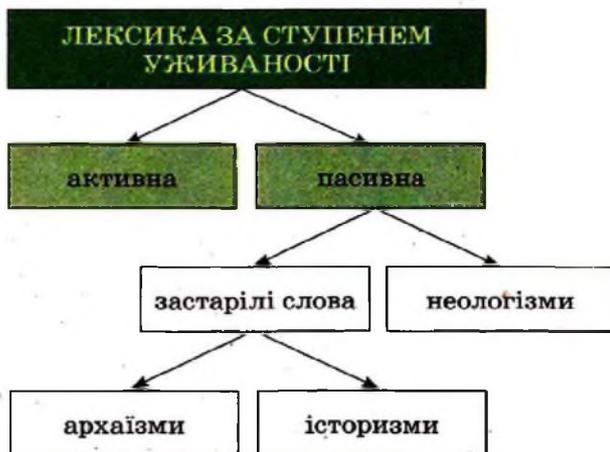 ЛЕКСИКА ЗА СТУПЕНЕМ
УЖИВАНОСТІ
активна
пасивна
застарілі слова
неологізми
архаїзми
історизми